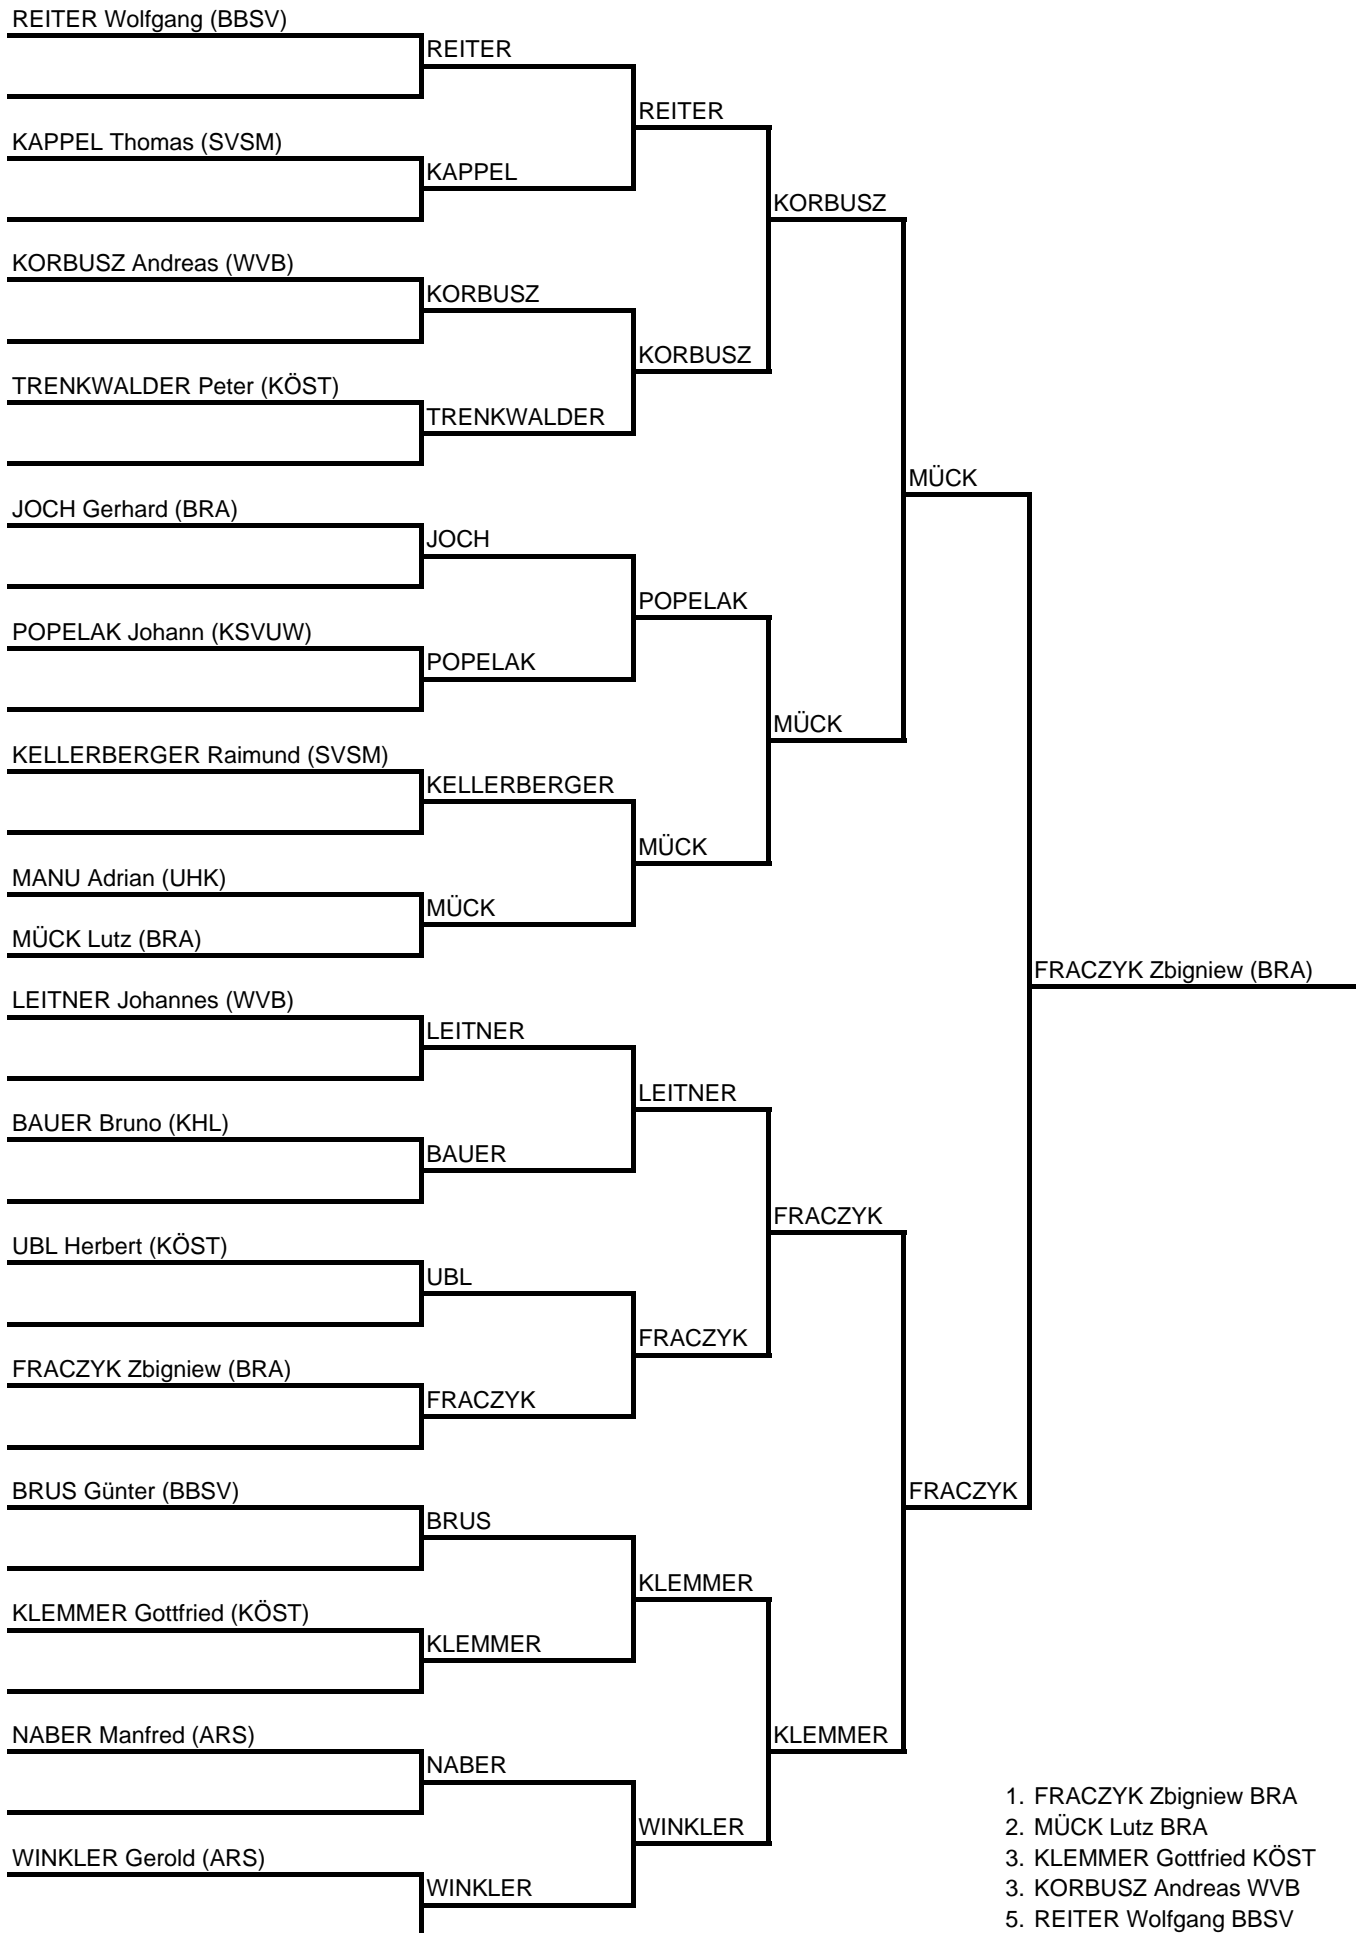 REITER Wolfgang (BBSV)
REITER
REITER
KAPPEL Thomas (SVSM)
KAPPEL
KORBUSZ
KORBUSZ Andreas (WVB)
KORBUSZ
KORBUSZ
TRENKWALDER Peter (KÖST)
TRENKWALDER
MÜCK
JOCH Gerhard (BRA)
JOCH
POPELAK
POPELAK Johann (KSVUW)
POPELAK
MÜCK
KELLERBERGER Raimund (SVSM)
KELLERBERGER
MÜCK
MANU Adrian (UHK)
MÜCK
MÜCK Lutz (BRA)
FRACZYK Zbigniew (BRA)
LEITNER Johannes (WVB)
LEITNER
LEITNER
BAUER Bruno (KHL)
BAUER
FRACZYK
UBL Herbert (KÖST)
UBL
FRACZYK
FRACZYK Zbigniew (BRA)
FRACZYK
BRUS Günter (BBSV)
FRACZYK
BRUS
KLEMMER
KLEMMER Gottfried (KÖST)
KLEMMER
NABER Manfred (ARS)
KLEMMER
NABER
WINKLER
WINKLER Gerold (ARS)
WINKLER
1. FRACZYK Zbigniew BRA
2. MÜCK Lutz BRA
3. KLEMMER Gottfried KÖST
3. KORBUSZ Andreas WVB
5. REITER Wolfgang BBSV